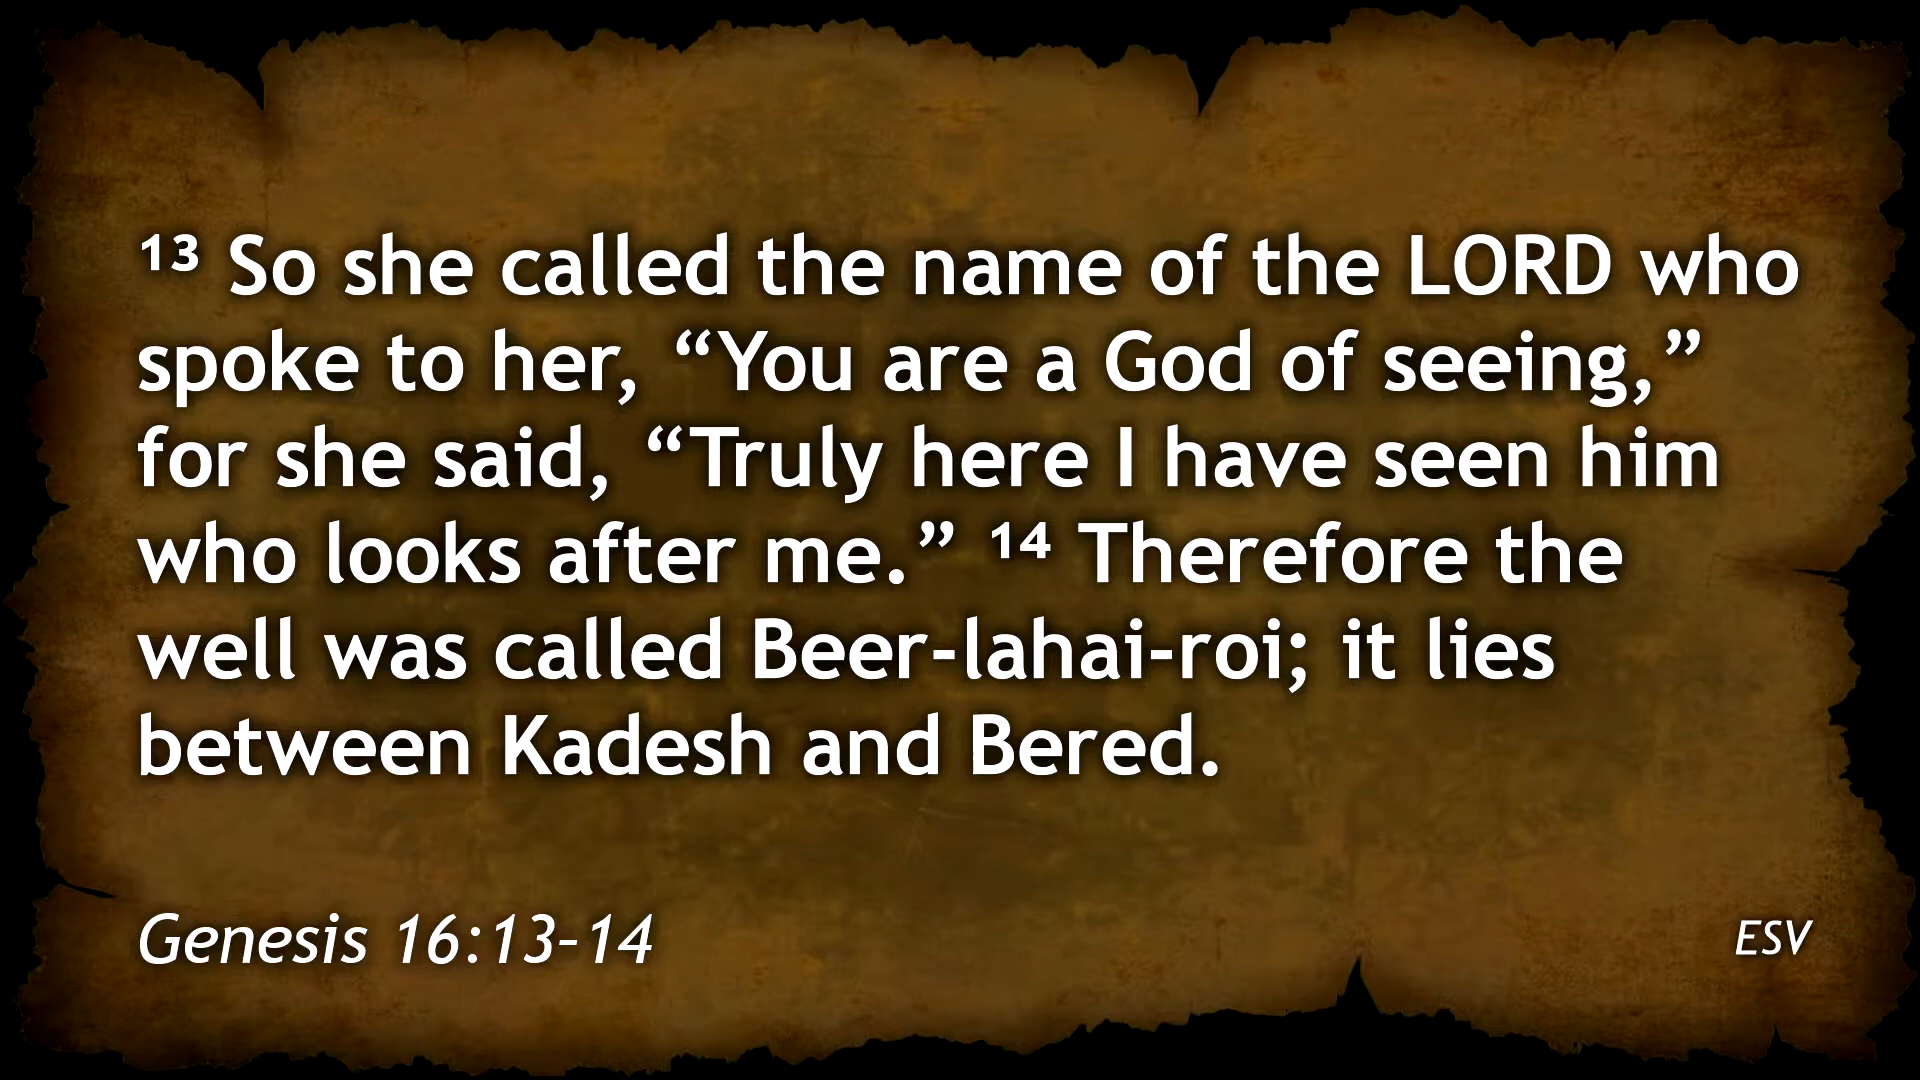 ¹³ So she called the name of the LORD who
spoke to her, “You are a God of seeing,”
for she said, “Truly here I have seen him
who looks after me.” ¹⁴ Therefore the
well was called Beer-lahai-roi; it lies
between Kadesh and Bered.
Genesis 16:13–14
ESV